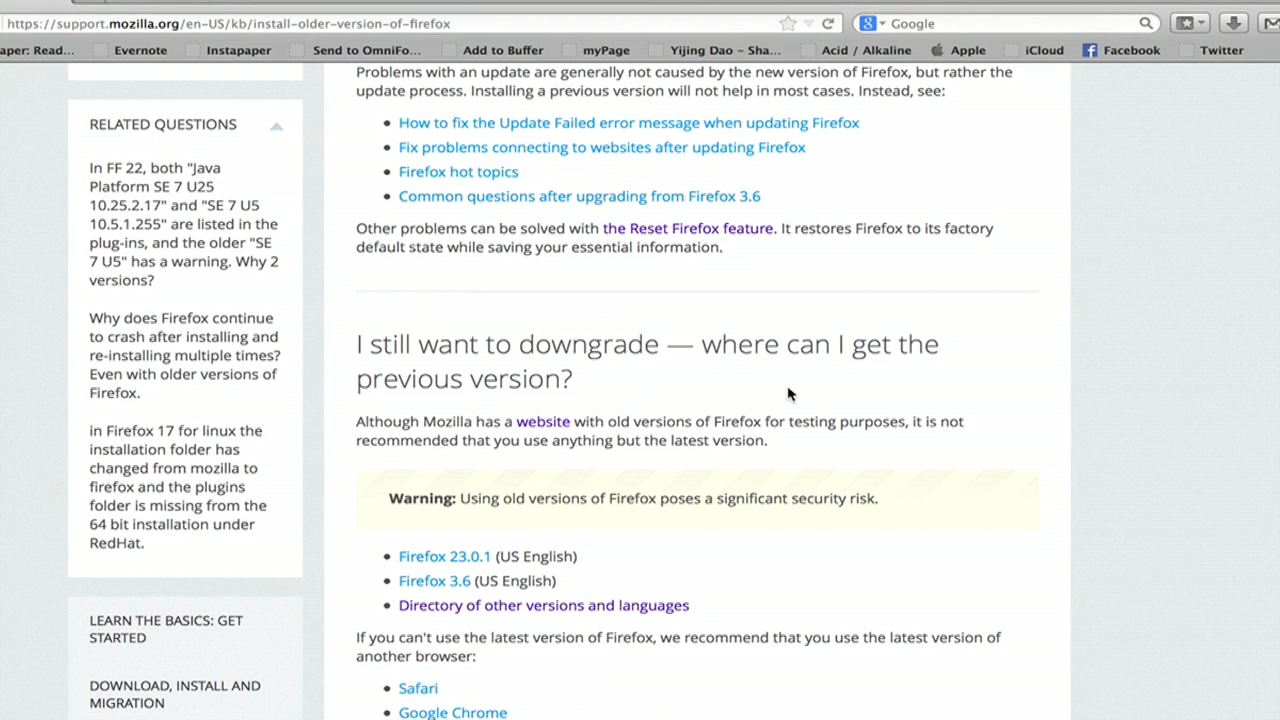 https://support.mozilla.org/en-US/kb/install-older-version-of-firefox
Google
aper: Read...
Evernote
Instapaper
Send to OmniFo...
Add to Buffer
myPage
Yijing Dao – Sha...
Acid / Alkaline
Apple
iCloud
Facebook
Twitter
Problems with an update are generally not caused by the new version of Firefox, but rather the
update process. Installing a previous version will not help in most cases. Instead, see:
How to fix the Update Failed error message when updating Firefox
Fix problems connecting to websites after updating Firefox
Firefox hot topics
Common questions after upgrading from Firefox 3.6
Other problems can be solved with the Reset Firefox feature. It restores Firefox to its factory
default state while saving your essential information.
I still want to downgrade — where can I get the
previous version?
Although Mozilla has a website with old versions of Firefox for testing purposes, it is not
recommended that you use anything but the latest version.
Warning: Using old versions of Firefox poses a significant security risk.
Firefox 23.0.1 (US English)
Firefox 3.6 (US English)
Directory of other versions and languages
If you can't use the latest version of Firefox, we recommend that you use the latest version of
another browser:
Safari
Google Chrome
RELATED QUESTIONS
In FF 22, both "Java
Platform SE 7 U25
10.25.2.17" and "SE 7 U5
10.5.1.255" are listed in the
plug-ins, and the older "SE
7 U5" has a warning. Why 2
versions?
Why does Firefox continue
to crash after installing and
re-installing multiple times?
Even with older versions of
Firefox.
in Firefox 17 for linux the
installation folder has
changed from mozilla to
firefox and the plugins
folder is missing from the
64 bit installation under
RedHat.
LEARN THE BASICS: GET
STARTED
DOWNLOAD, INSTALL AND
MIGRATION